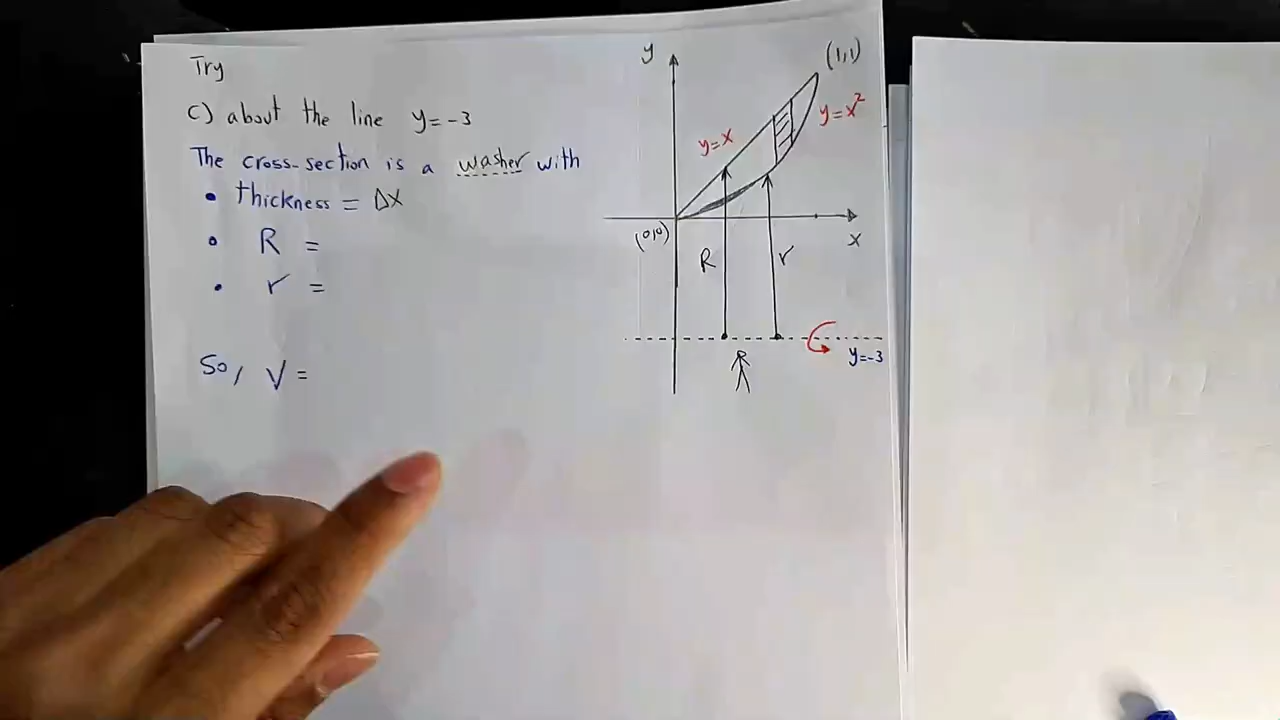 Try
c) about the line y=-3
The cross-section is a washer with
• thickness = Δx
• R =
• r =
So, V =
y
(1,1)
y=x²
y=x
(0,0)
x
R
r
y=-3